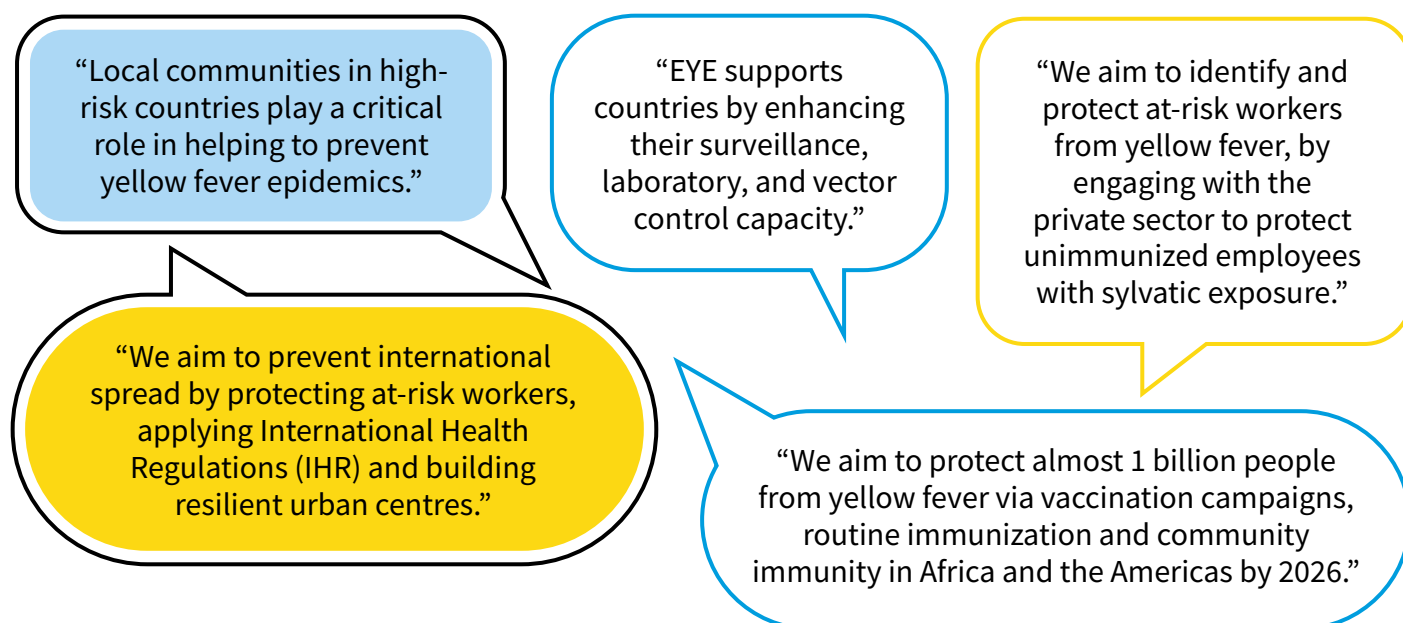 “Local communities in high-
risk countries play a critical
role in helping to prevent
yellow fever epidemics.”
“EYE supports
countries by enhancing
their surveillance,
laboratory, and vector
control capacity.”
“We aim to identify and
protect at-risk workers
from yellow fever, by
engaging with the
private sector to protect
unimmunized employees
with sylvatic exposure.”
“We aim to prevent international
spread by protecting at-risk workers,
applying International Health
Regulations (IHR) and building
resilient urban centres.”
“We aim to protect almost 1 billion people
from yellow fever via vaccination campaigns,
routine immunization and community
immunity in Africa and the Americas by 2026.”